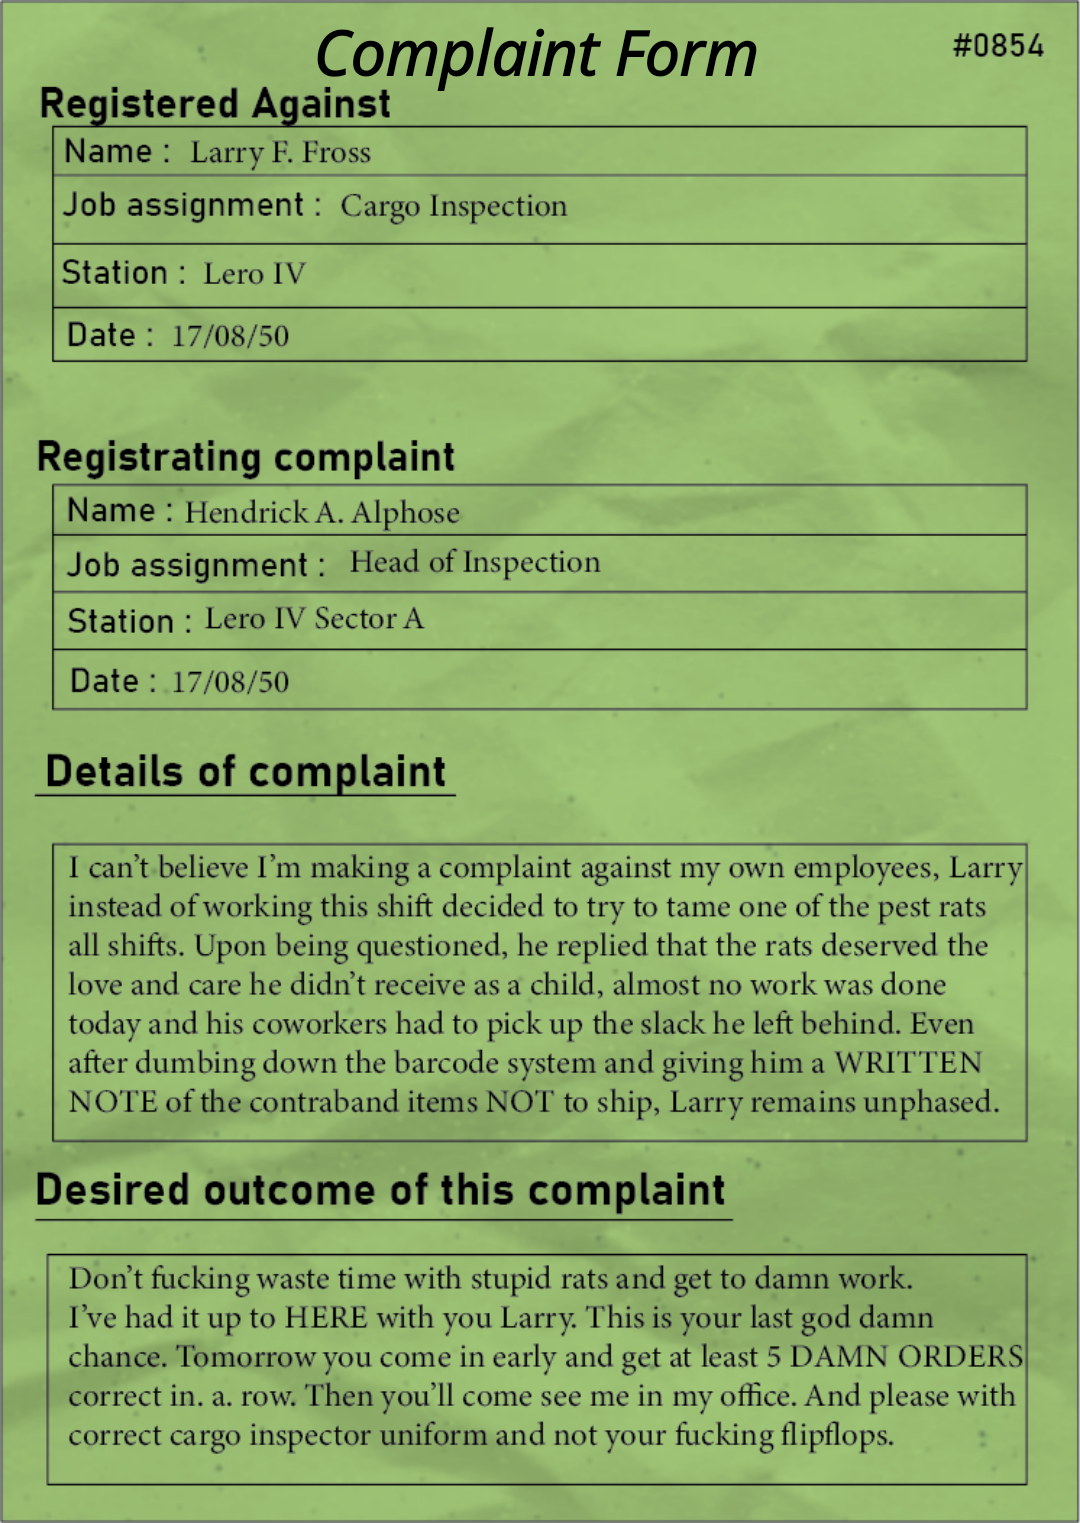 Complaint Form
#0854
Registered Against
Name : Larry F. Fross
Job assignment : Cargo Inspection
Station : Lero IV
Date : 17/08/50
Registrating complaint
Name : Hendrick A. Alphose
Job assignment : Head of Inspection
Station : Lero IV Sector A
Date : 17/08/50
Details of complaint
I can't believe I'm making a complaint against my own employees, Larry
instead of working this shift decided to try to tame one of the pest rats
all shifts. Upon being questioned, he replied that the rats deserved the
love and care he didn't receive as a child, almost no work was done
today and his coworkers had to pick up the slack he left behind. Even
after dumbing down the barcode system and giving him a WRITTEN
NOTE of the contraband items NOT to ship, Larry remains unphased.
Desired outcome of this complaint
Don't fucking waste time with stupid rats and get to damn work.
I've had it up to HERE with you Larry. This is your last god damn
chance. Tomorrow you come in early and get at least 5 DAMN ORDERS
correct in. a. row. Then you'll come see me in my office. And please with
correct cargo inspector uniform and not your fucking flipflops.